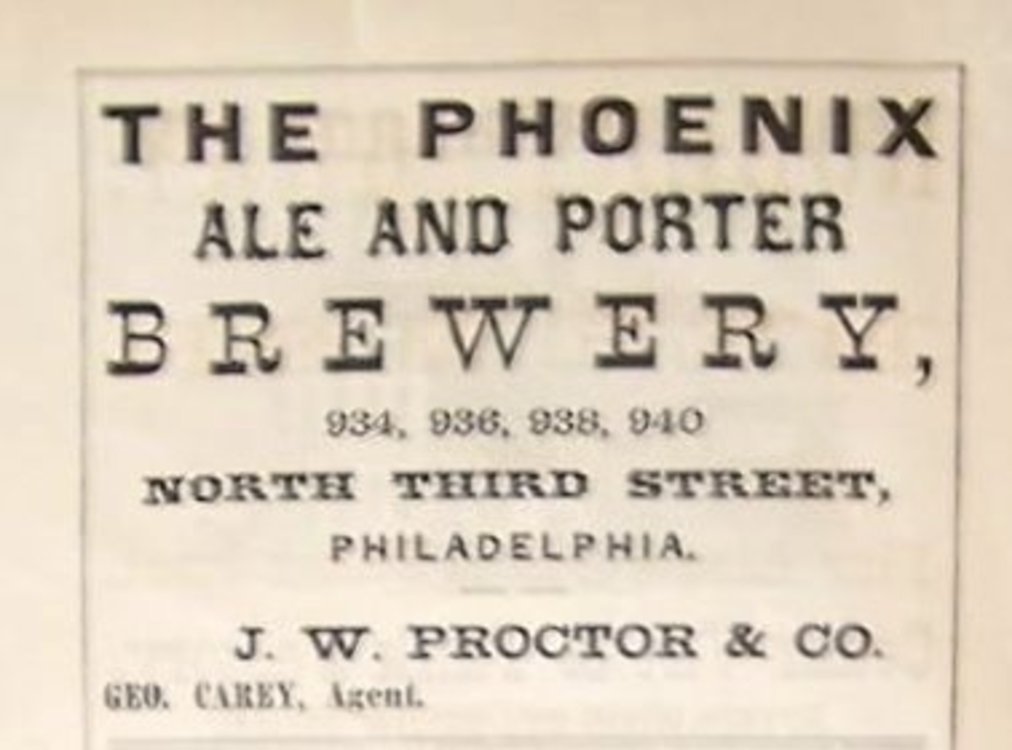 THE PHOENIX
ALE AND PORTER
BREWERY,
934, 936, 938, 940
NORTH THIRD STREET,
PHILADELPHIA.
J. W. PROCTOR & CO.
GEO. CAREY, Agent.